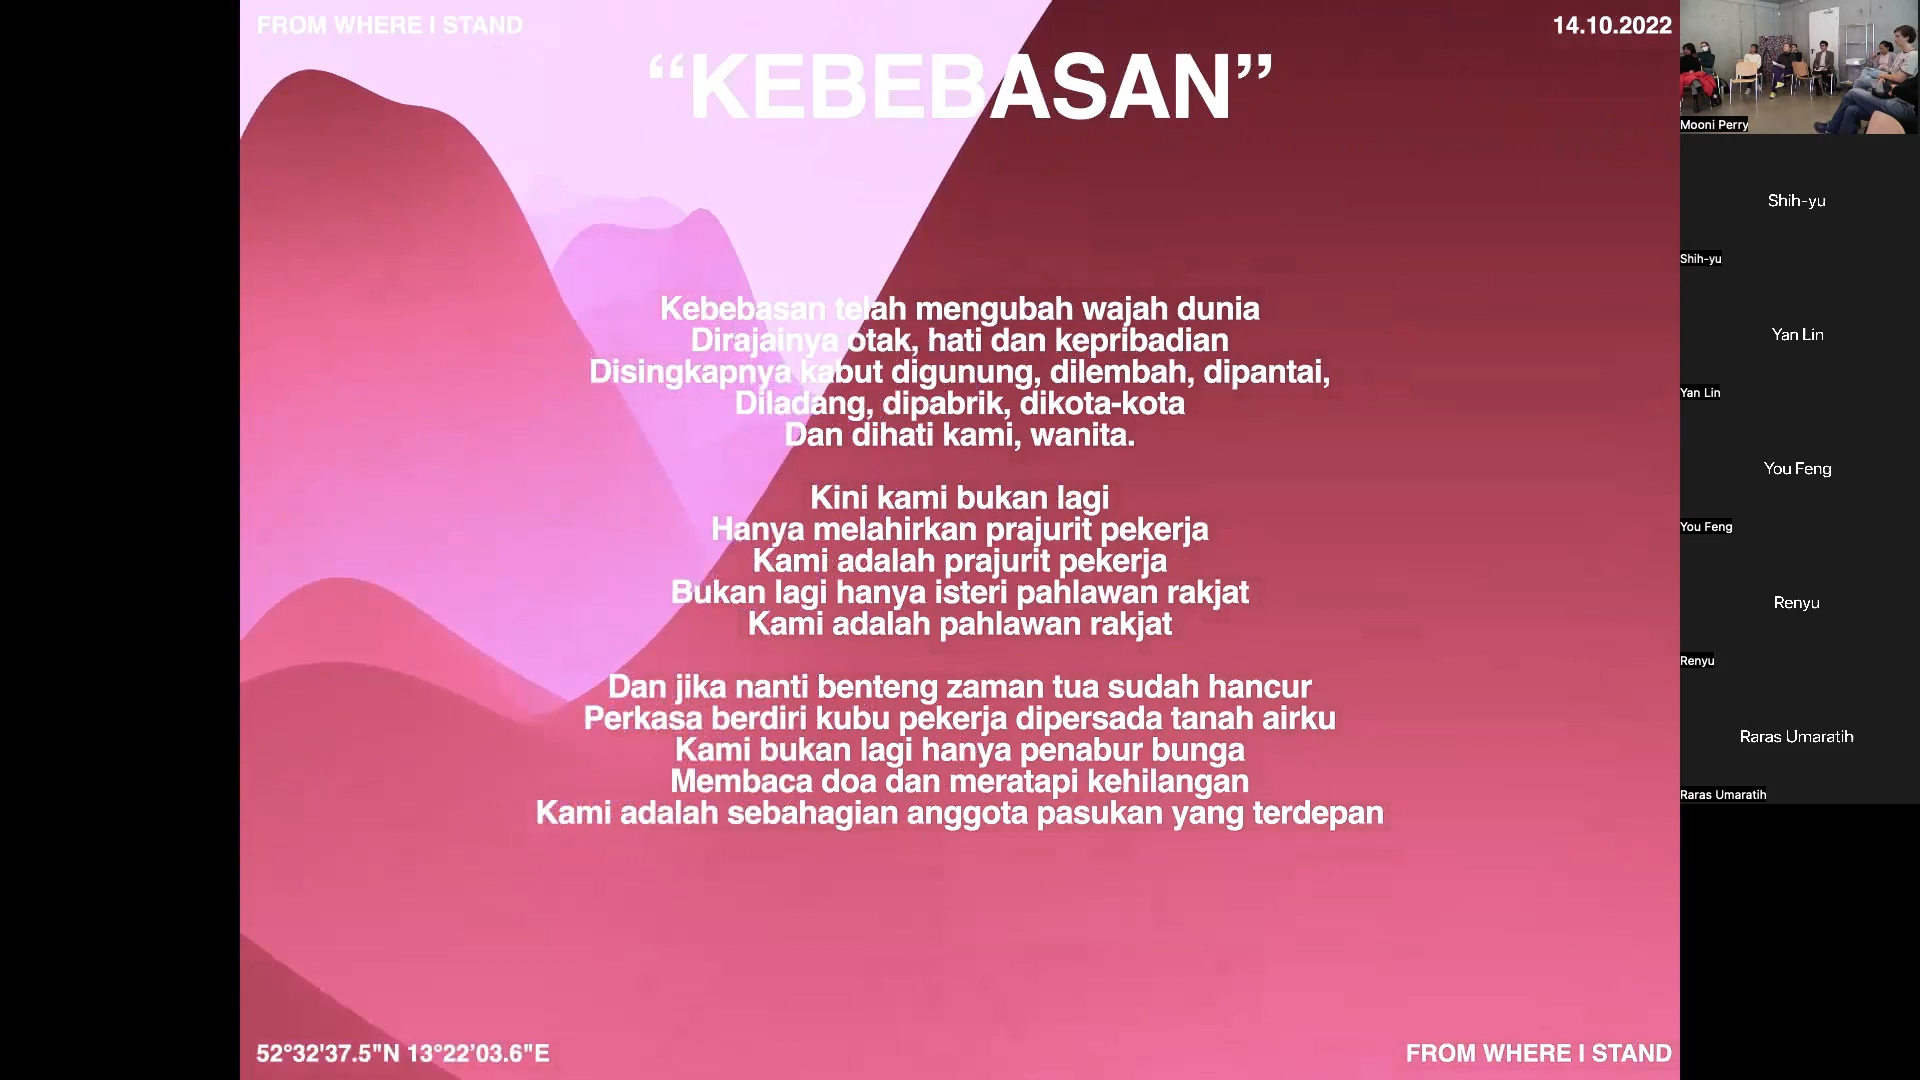 FROM WHERE I STAND
14.10.2022
“KEBEBASAN”
Kebebasan telah mengubah wajah dunia
Dirajainya otak, hati dan kepribadian
Disingkapnya kabut digunung, dilembah, dipantai,
Diladang, dipabrik, dikota-kota
Dan dihati kami, wanita.
Kini kami bukan lagi
Hanya melahirkan prajurit pekerja
Kami adalah prajurit pekerja
Bukan lagi hanya isteri pahlawan rakjat
Kami adalah pahlawan rakjat
Dan jika nanti benteng zaman tua sudah hancur
Perkasa berdiri kubu pekerja dipersada tanah airku
Kami bukan lagi hanya penabur bunga
Membaca doa dan meratapi kehilangan
Kami adalah sebahagian anggota pasukan yang terdepan
52°32'37.5"N 13°22’03.6"E
FROM WHERE I STAND
Mooni Perry
Shih-yu
Shih-yu
Yan Lin
Yan Lin
You Feng
You Feng
Renyu
Renyu
Raras Umaratih
Raras Umaratih